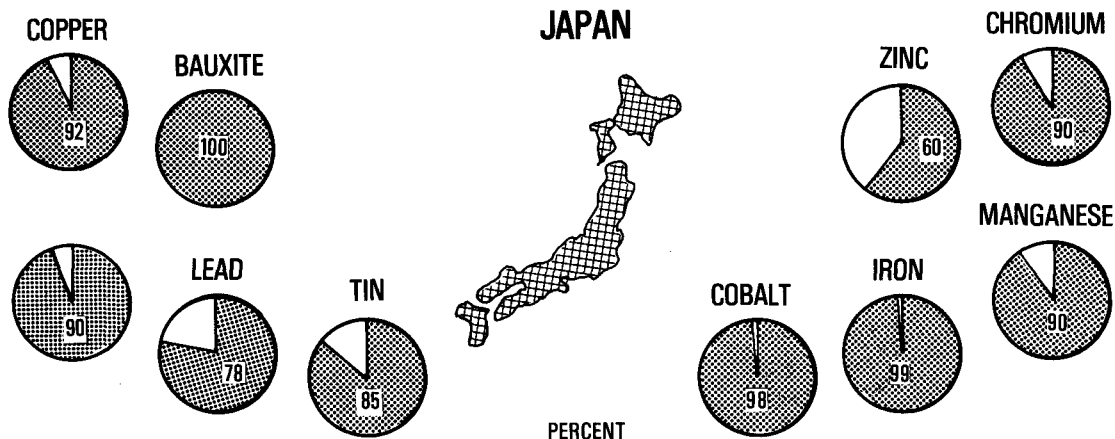 JAPAN
COPPER
92
BAUXITE
100
90
LEAD
78
TIN
85
ZINC
60
CHROMIUM
90
MANGANESE
90
IRON
99
COBALT
98
PERCENT